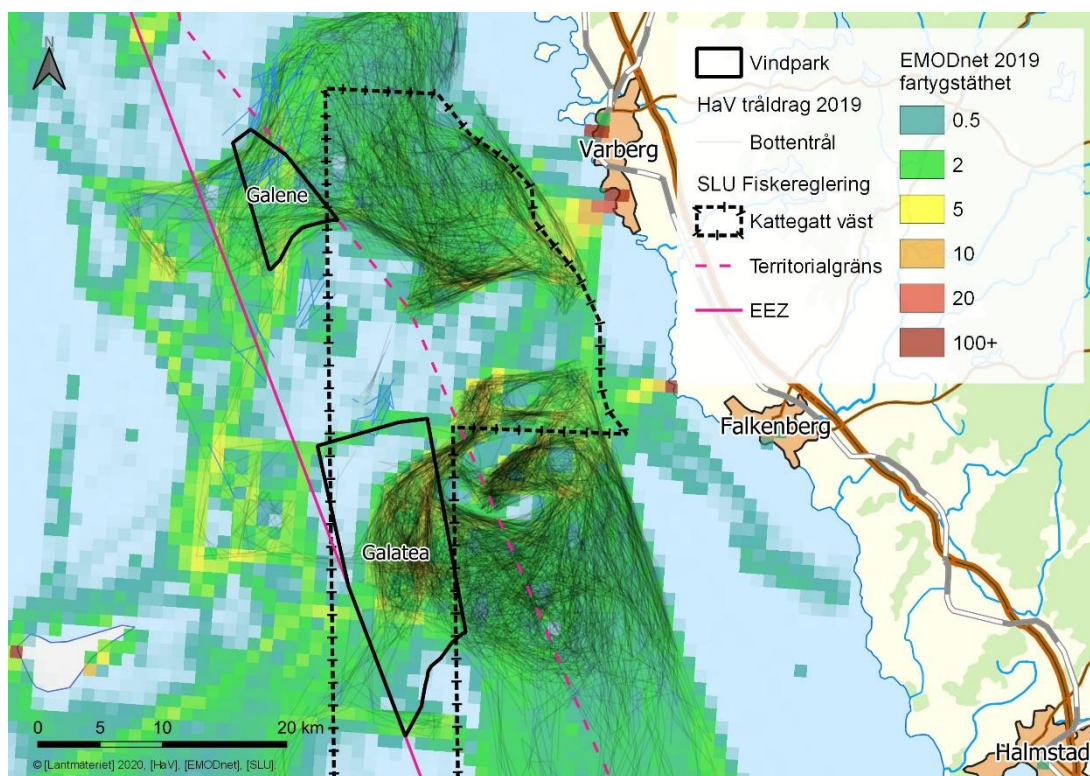 N
Vindpark
HaV tråldrag 2019
Bottentrål
SLU Fiskereglering
Kattegatt väst
Territorialgräns
EEZ
EMODnet 2019
fartygstäthet
0.5
2
5
10
20
100+
Varberg
Galene
Falkenberg
Galatea
Halmstad
0 5 10 20 km
© [Lantmäteriet] 2020, [HaV], [EMODnet], [SLU].